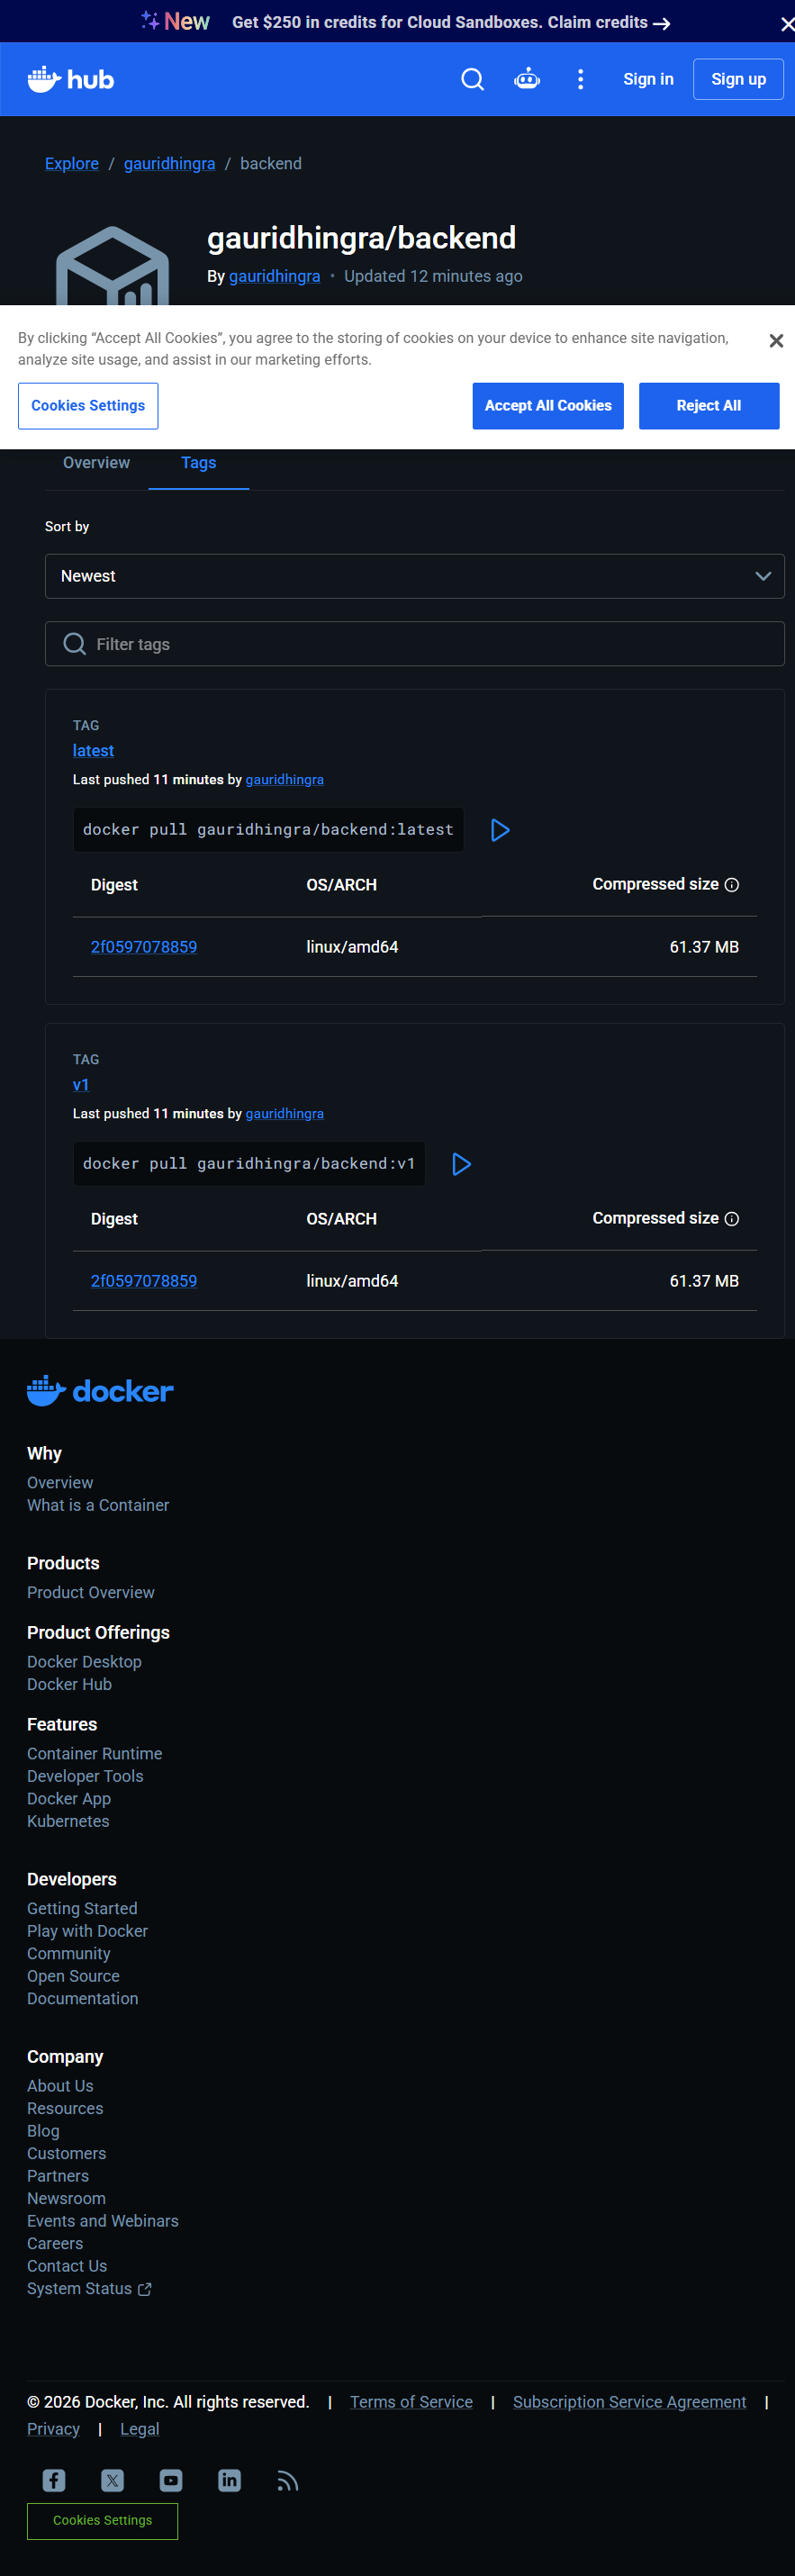 New Get $250 in credits for Cloud Sandboxes. Claim credits →
hub Sign in Sign up
Explore / gauridhingra / backend
gauridhingra/backend
By gauridhingra • Updated 12 minutes ago
By clicking “Accept All Cookies”, you agree to the storing of cookies on your device to enhance site navigation,
analyze site usage, and assist in our marketing efforts.
Cookies Settings Accept All Cookies Reject All
Overview Tags
Sort by
Newest
Filter tags
TAG
latest
Last pushed 11 minutes by gauridhingra
docker pull gauridhingra/backend:latest
Digest OS/ARCH Compressed size
2f0597078859 linux/amd64 61.37 MB
TAG
v1
Last pushed 11 minutes by gauridhingra
docker pull gauridhingra/backend:v1
Digest OS/ARCH Compressed size
2f0597078859 linux/amd64 61.37 MB
docker
Why
Overview
What is a Container
Products
Product Overview
Product Offerings
Docker Desktop
Docker Hub
Features
Container Runtime
Developer Tools
Docker App
Kubernetes
Developers
Getting Started
Play with Docker
Community
Open Source
Documentation
Company
About Us
Resources
Blog
Customers
Partners
Newsroom
Events and Webinars
Careers
Contact Us
System Status
© 2026 Docker, Inc. All rights reserved. | Terms of Service | Subscription Service Agreement |
Privacy | Legal
Cookies Settings